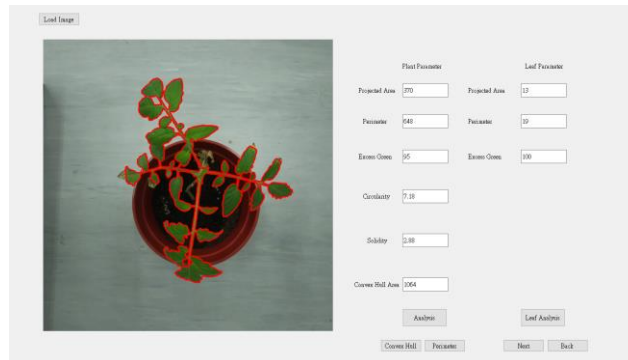 Load Image
Plant Parameter Leaf Parameter
Projected Area 370 Projected Area 13
Perimeter 648 Perimeter 19
Excess Green 95 Excess Green 100
Circularity 7.18
Solidity 2.88
Convex Hull Area 1064
Analysis Leaf Analysis
Convex Hull Perimeter Next Back